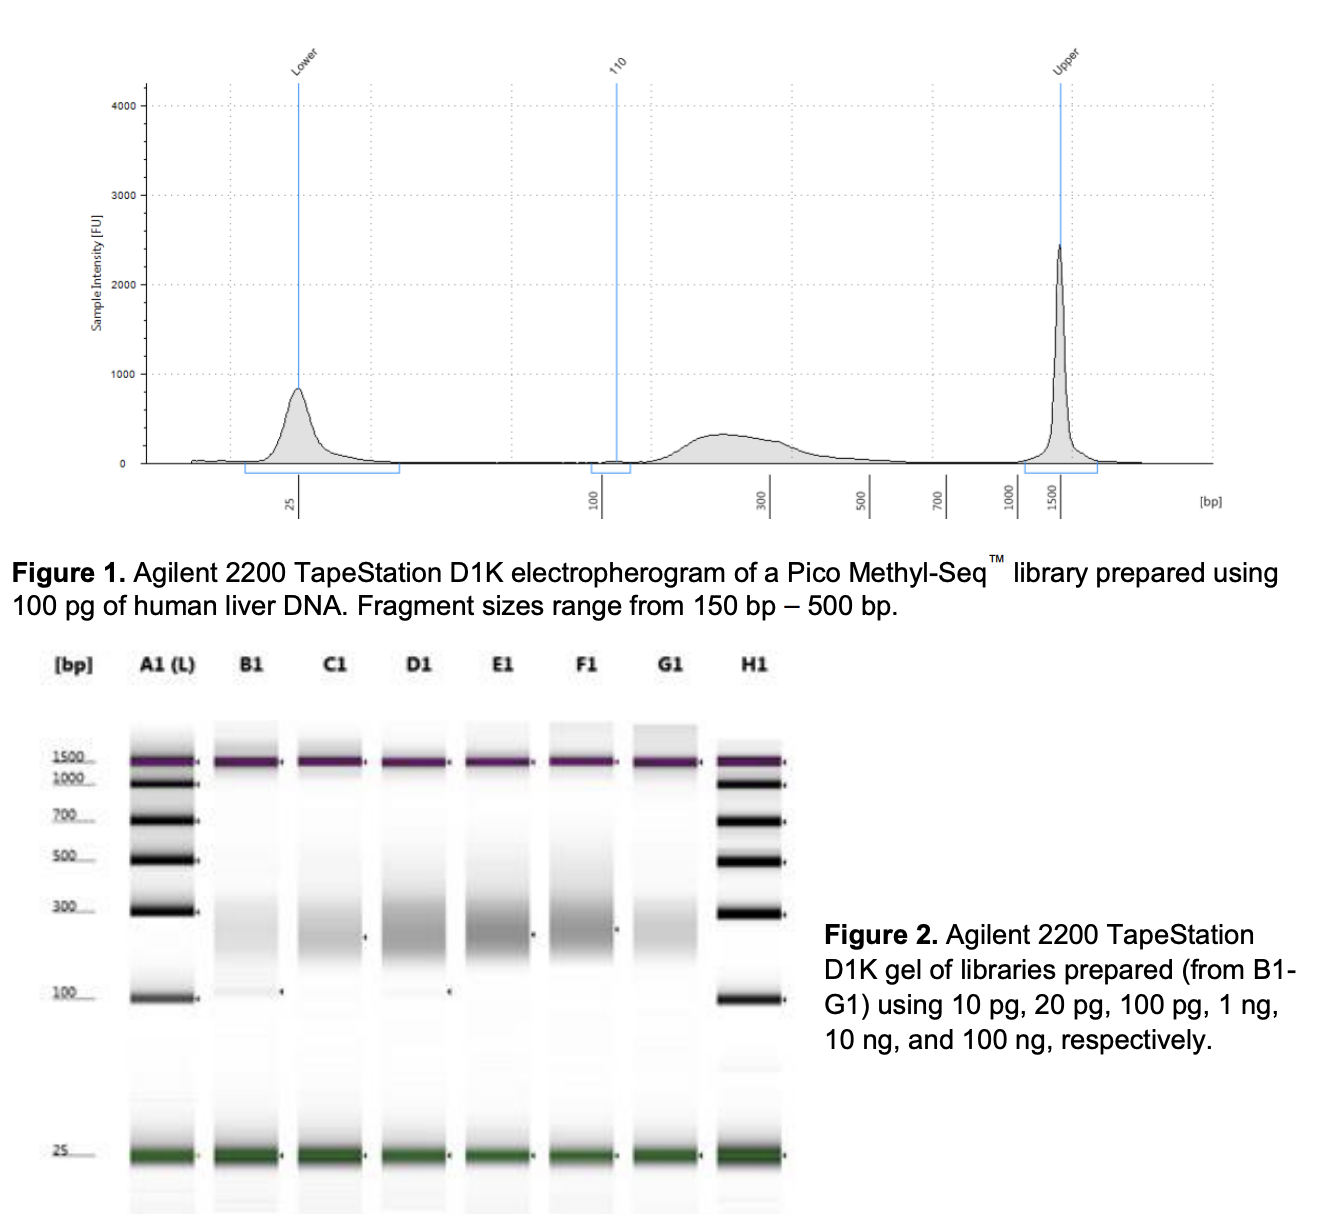 Lower
110
Upper
4000
3000
2000
1000
0
Sample Intensity [FU]
25
100
300
500
700
1000
1500
[bp]
Figure 1. Agilent 2200 TapeStation D1K electropherogram of a Pico Methyl-Seq™ library prepared using
100 pg of human liver DNA. Fragment sizes range from 150 bp – 500 bp.
[bp] A1 (L) B1 C1 D1 E1 F1 G1 H1
1500
1000
700
500
300
100
25
Figure 2. Agilent 2200 TapeStation
D1K gel of libraries prepared (from B1-
G1) using 10 pg, 20 pg, 100 pg, 1 ng,
10 ng, and 100 ng, respectively.